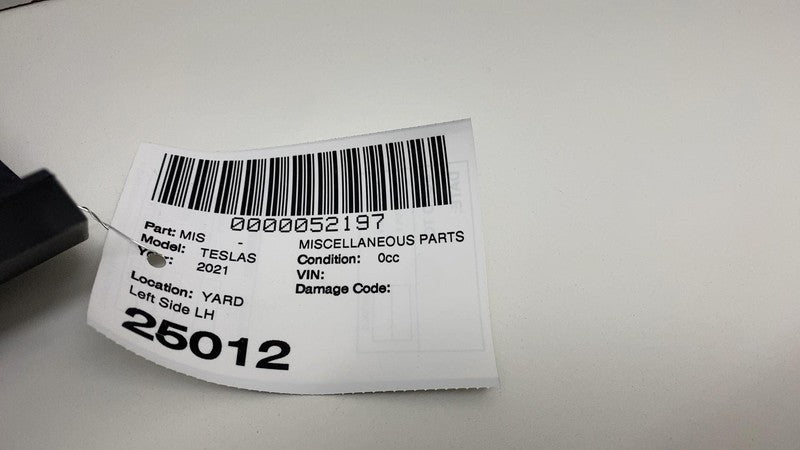 0000052197
Part: MIS - MISCELLANEOUS PARTS
Model: TESLAS Condition: 0cc
Year: 2021 VIN:
Damage Code:
Location: YARD
Left Side LH
25012